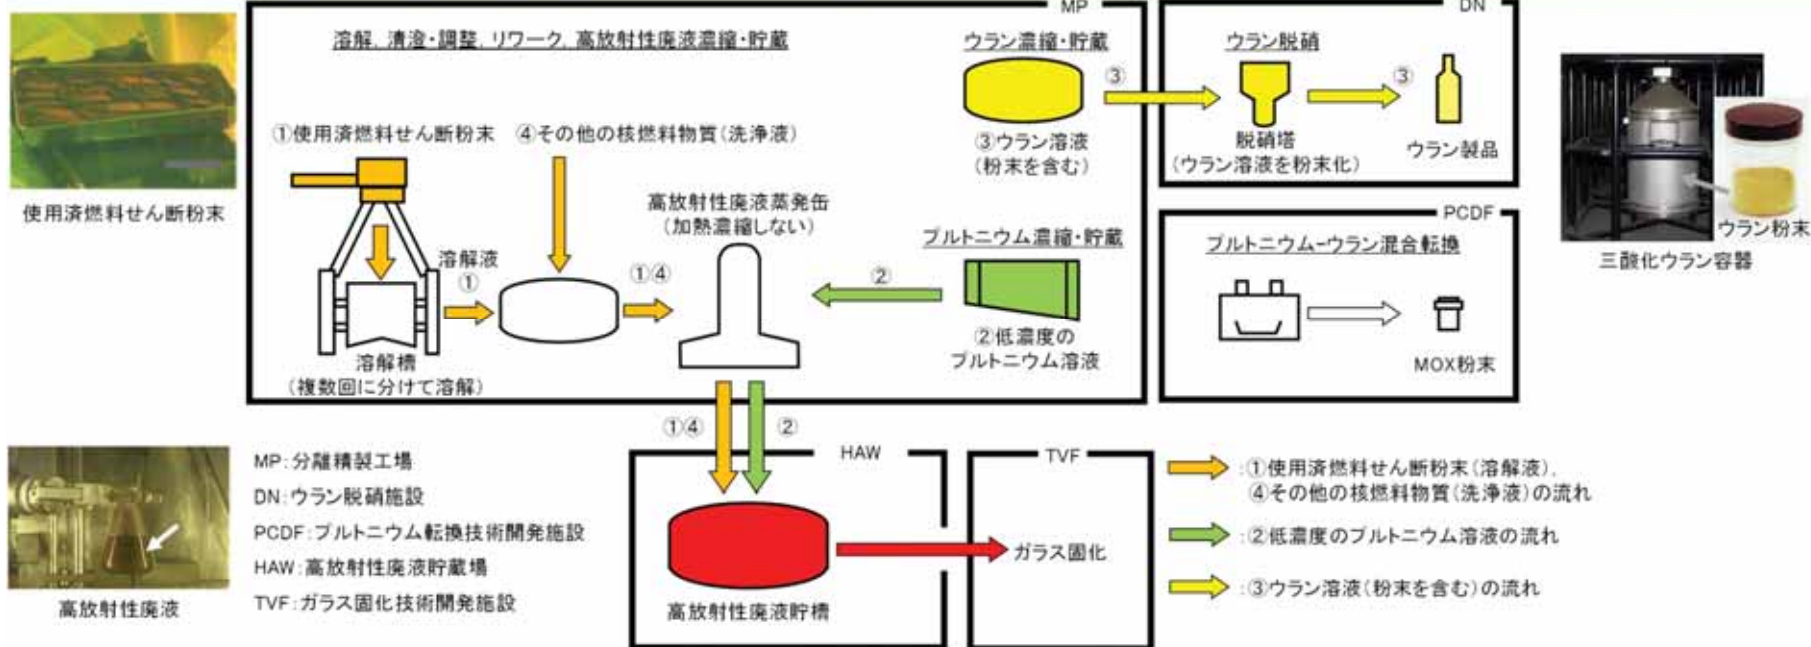 MP
溶解，清澄・調整，リワーク，高放射性廃液濃縮・貯蔵
①使用済燃料せん断粉末
④その他の核燃料物質（洗浄液）
溶解液
①
①④
溶解槽
（複数回に分けて溶解）
高放射性廃液蒸発缶
（加熱濃縮しない）
ウラン濃縮・貯蔵
③
③ウラン溶液
（粉末を含む）
プルトニウム濃縮・貯蔵
②
②低濃度の
プルトニウム溶液
DN
ウラン脱硝
③
脱硝塔
（ウラン溶液を粉末化）
ウラン製品
PCDF
プルトニウム-ウラン混合転換
MOX粉末
使用済燃料せん断粉末
ウラン粉末
三酸化ウラン容器
①④
②
高放射性廃液
MP：分離精製工場
DN：ウラン脱硝施設
PCDF：プルトニウム転換技術開発施設
HAW：高放射性廃液貯蔵場
TVF：ガラス固化技術開発施設
HAW
高放射性廃液貯槽
TVF
ガラス固化
：①使用済燃料せん断粉末（溶解液），
④その他の核燃料物質（洗浄液）の流れ
：②低濃度のプルトニウム溶液の流れ
：③ウラン溶液（粉末を含む）の流れ